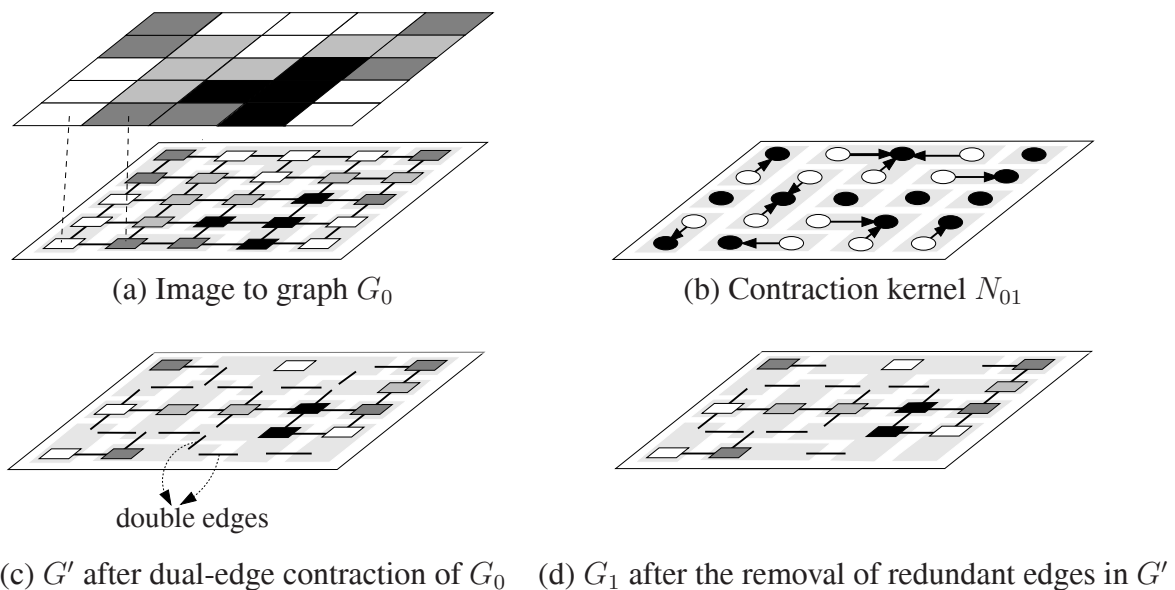 (a) Image to graph G₀
(b) Contraction kernel N₀₁
double edges
(c) G′ after dual-edge contraction of G₀
(d) G₁ after the removal of redundant edges in G′